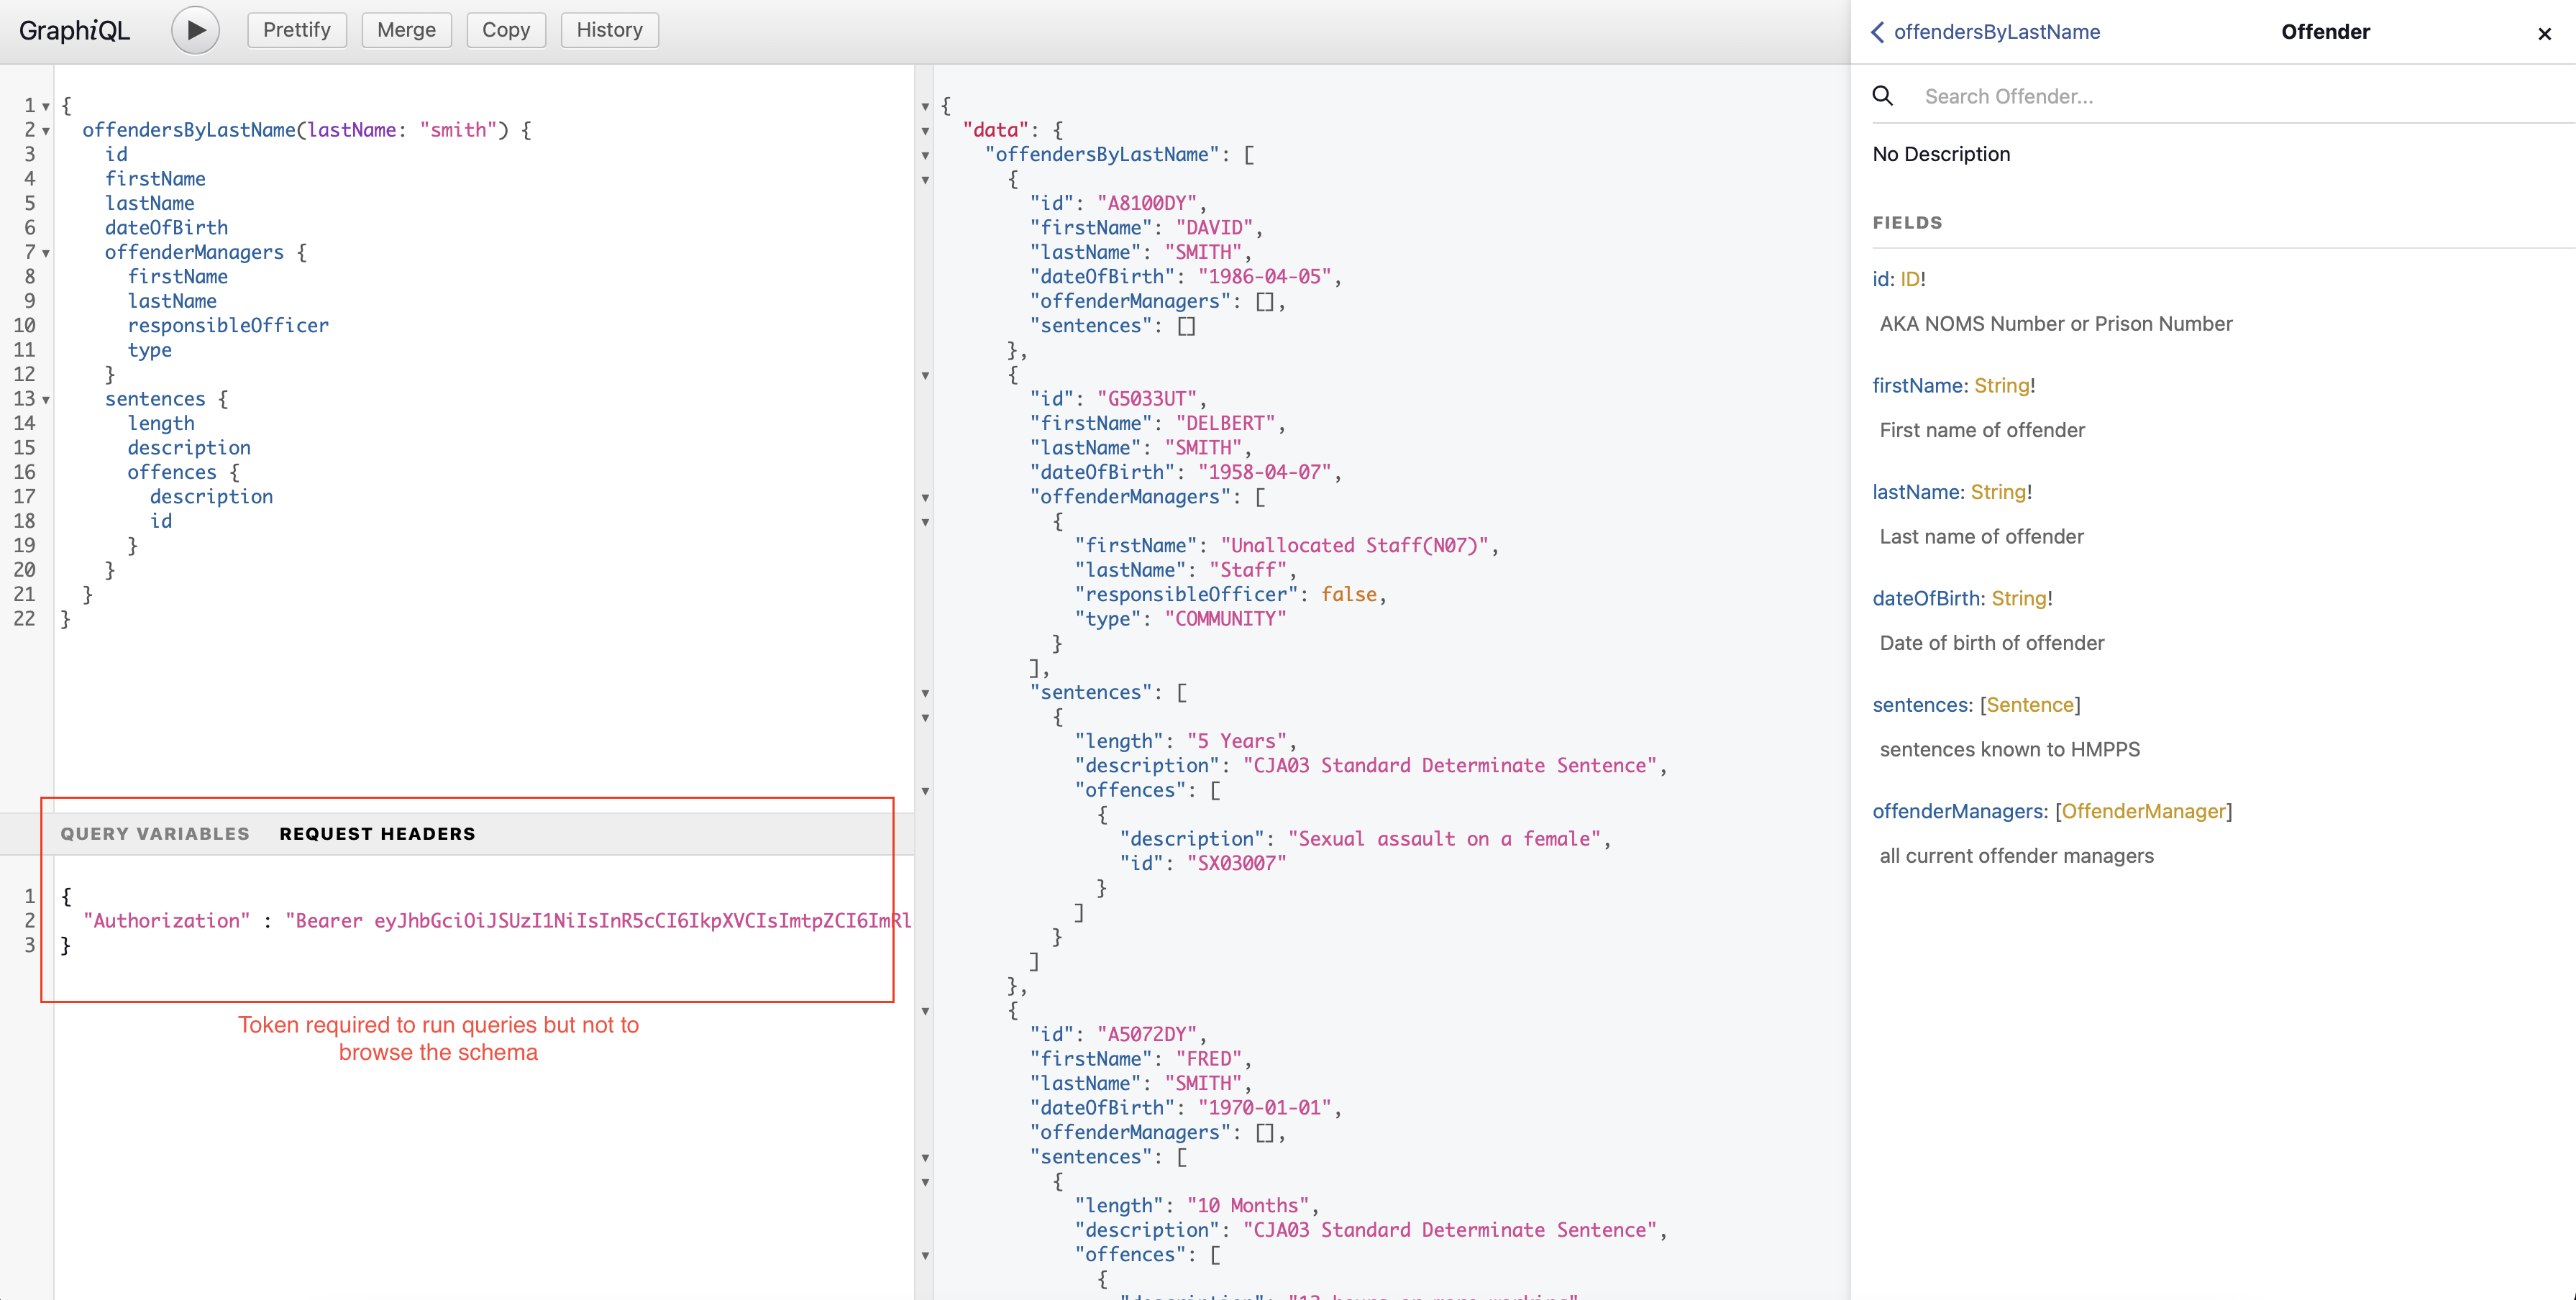 GraphiQL
Prettify
Merge
Copy
History
1 {
2 offendersByLastName(lastName: "smith") {
3 id
4 firstName
5 lastName
6 dateOfBirth
7 offenderManagers {
8 firstName
9 lastName
10 responsibleOfficer
11 type
12 }
13 sentences {
14 length
15 description
16 offences {
17 description
18 id
19 }
20 }
21 }
22 }
QUERY VARIABLES REQUEST HEADERS
1 {
2 "Authorization" : "Bearer eyJhbGciOiJSUzI1NiIsInR5cCI6IkpXVCIsImtpZCI6ImRl
3 }
Token required to run queries but not to
browse the schema
{
"data": {
"offendersByLastName": [
{
"id": "A8100DY",
"firstName": "DAVID",
"lastName": "SMITH",
"dateOfBirth": "1986-04-05",
"offenderManagers": [],
"sentences": []
},
{
"id": "G5033UT",
"firstName": "DELBERT",
"lastName": "SMITH",
"dateOfBirth": "1958-04-07",
"offenderManagers": [
{
"firstName": "Unallocated Staff(N07)",
"lastName": "Staff",
"responsibleOfficer": false,
"type": "COMMUNITY"
}
],
"sentences": [
{
"length": "5 Years",
"description": "CJA03 Standard Determinate Sentence",
"offences": [
{
"description": "Sexual assault on a female",
"id": "SX03007"
}
]
}
]
},
{
"id": "A5072DY",
"firstName": "FRED",
"lastName": "SMITH",
"dateOfBirth": "1970-01-01",
"offenderManagers": [],
"sentences": [
{
"length": "10 Months",
"description": "CJA03 Standard Determinate Sentence",
"offences": [
{
offendersByLastName
Offender
×
Search Offender...
No Description
FIELDS
id: ID!
AKA NOMS Number or Prison Number
firstName: String!
First name of offender
lastName: String!
Last name of offender
dateOfBirth: String!
Date of birth of offender
sentences: [Sentence]
sentences known to HMPPS
offenderManagers: [OffenderManager]
all current offender managers